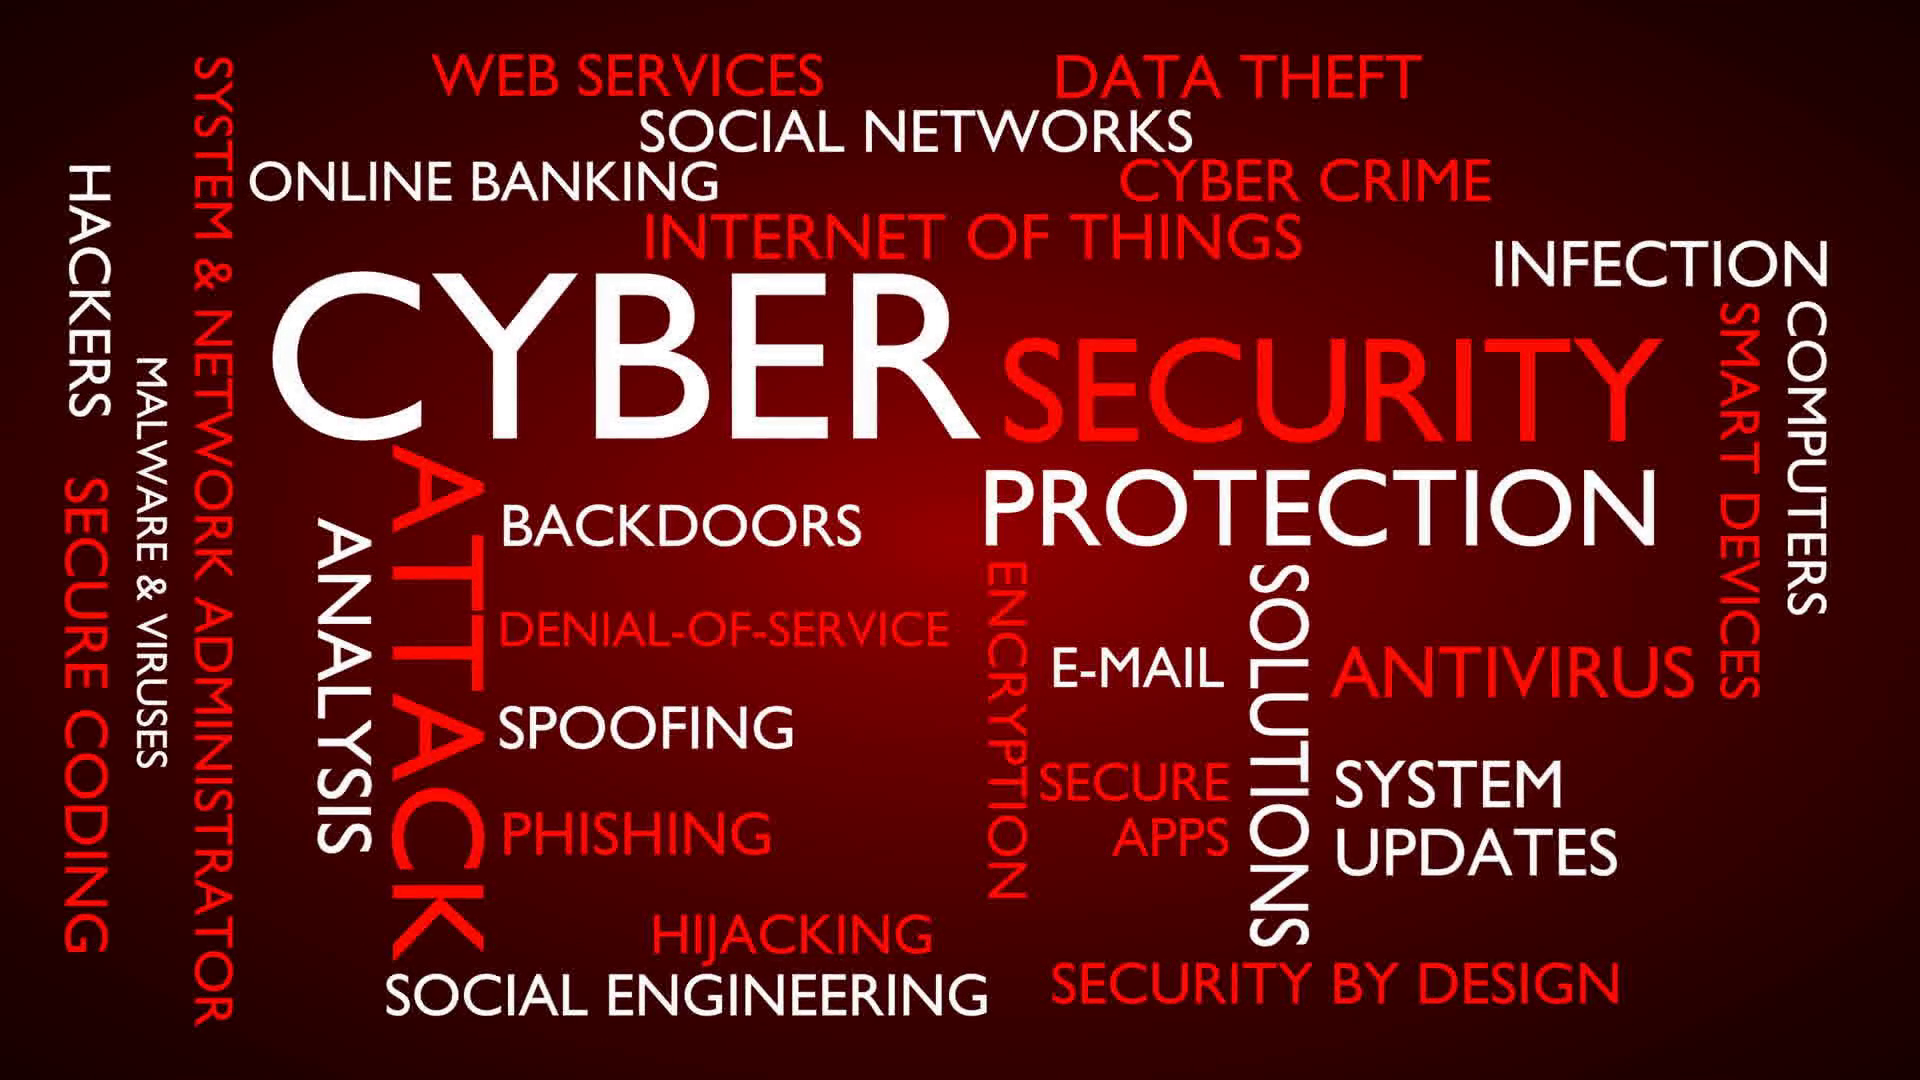 WEB SERVICES
DATA THEFT
SOCIAL NETWORKS
ONLINE BANKING
CYBER CRIME
INTERNET OF THINGS
INFECTION
HACKERS
SECURE CODING
MALWARE & VIRUSES
SYSTEM & NETWORK ADMINISTRATOR
CYBER
SECURITY
SMART DEVICES
COMPUTERS
PROTECTION
ANALYSIS
ATTACK
BACKDOORS
DENIAL-OF-SERVICE
SPOOFING
PHISHING
HIJACKING
SOCIAL ENGINEERING
ENCRYPTION
E-MAIL
SECURE
APPS
SOLUTIONS
ANTIVIRUS
SYSTEM
UPDATES
SECURITY BY DESIGN